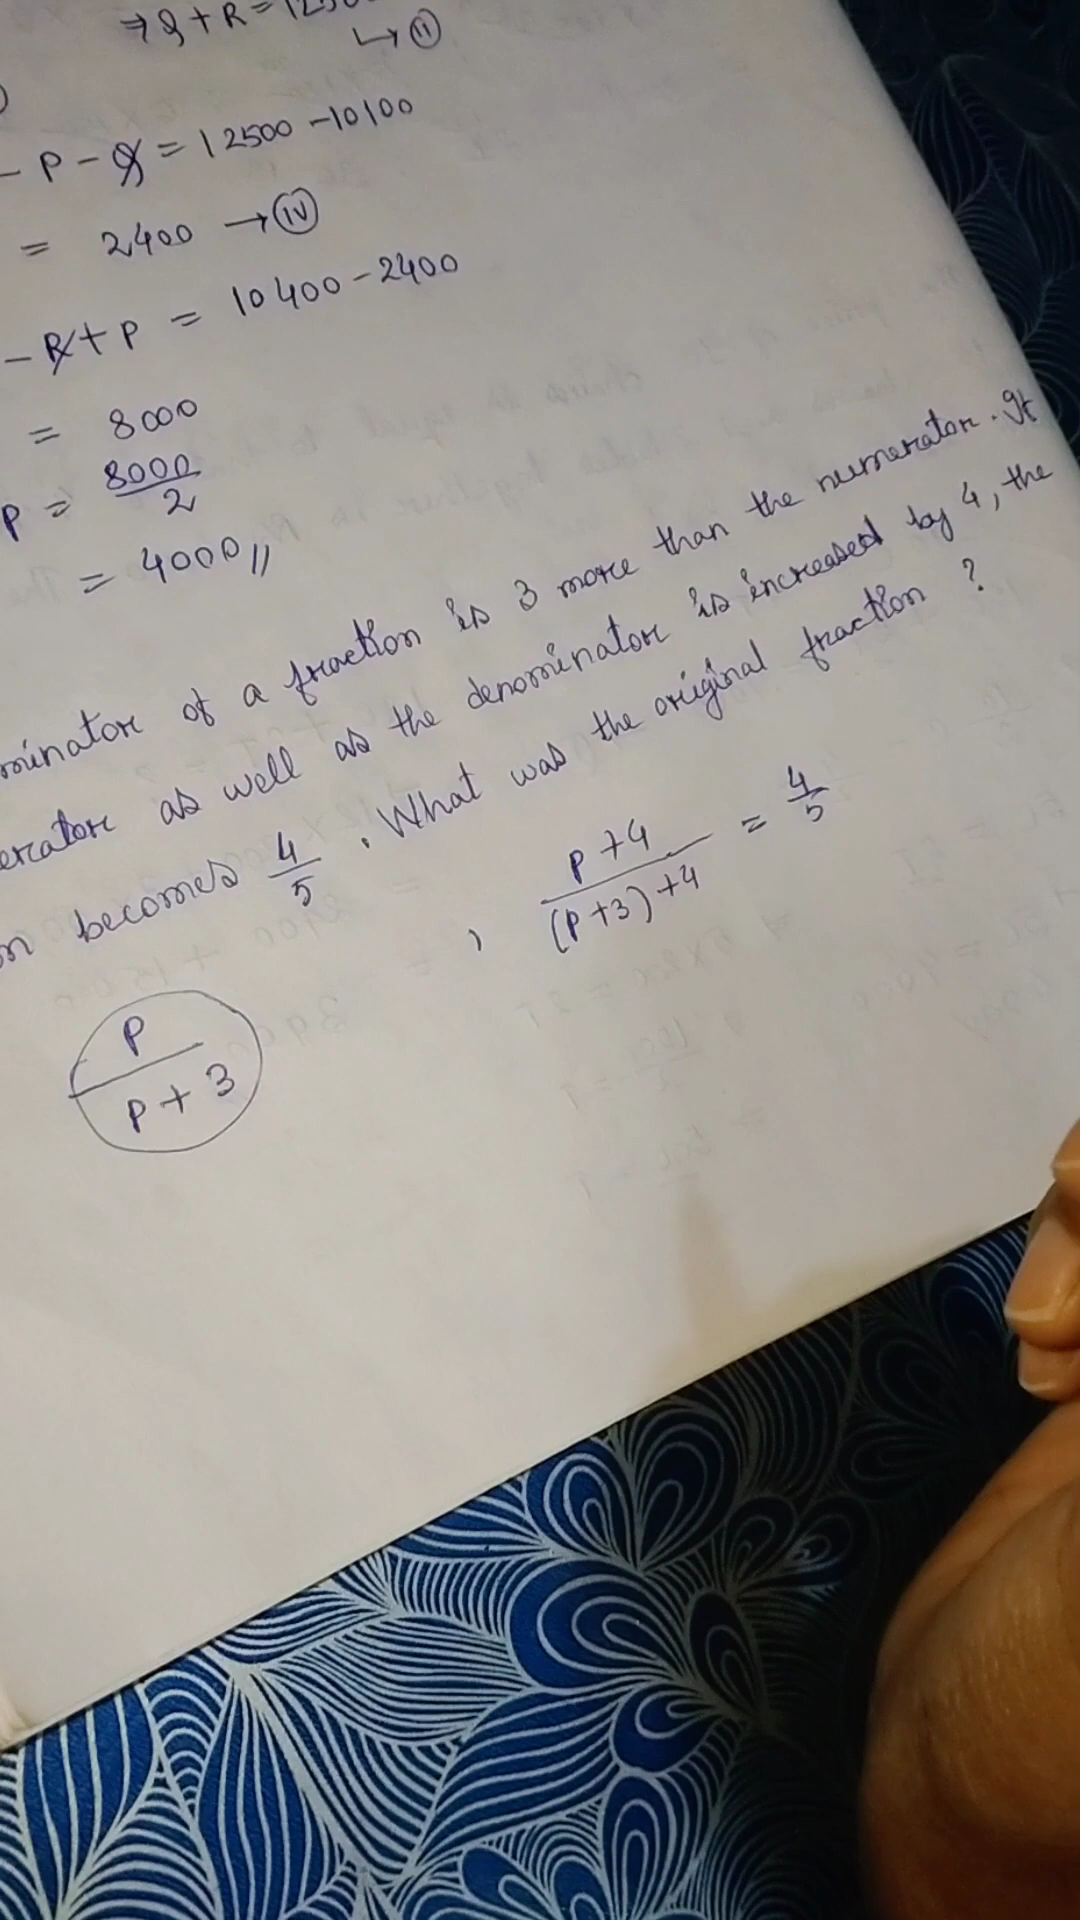 ⇒ Q + R = 1250
↳ (II)
- P - Q = 12500 - 10100
= 2400 → (IV)
- R + P = 10400 - 2400
= 8000
P = 8000/2
= 4000 //
minator of a fraction is 3 more than the numerator. If
erator as well as the denominator is increased by 4, the
n becomes 4/5. What was the original fraction ?
, P+4/(P+3)+4 = 4/5
P/P+3